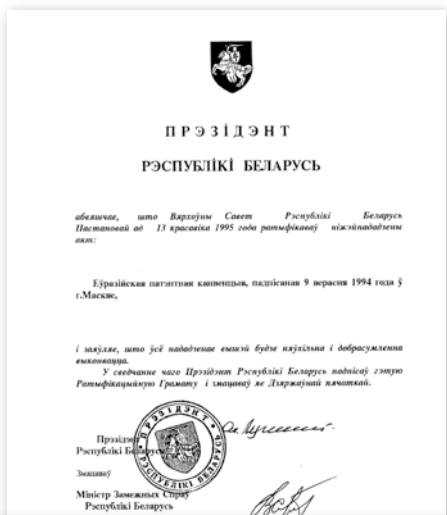 ПРЭЗІДЭНТ
РЭСПУБЛІКІ БЕЛАРУСЬ
абвяшчае, што Вярхоўны Савет Рэспублікі Беларусь
Пастановай ад 13 красавіка 1995 года ратыфікаваў ніжэйпададзены
акт:
Еўразійская патэнтная канвенцыя, падпісаная 9 верасня 1994 года ў
г.Маскве,
і заяўляе, што ўсё пададзенае вышэй будзе няўхільна і добрасумленна
выконвацца.
У сведчанне чаго Прэзідэнт Рэспублікі Беларусь падпісаў гэтую
Ратыфікацыйную Грамату і змацаваў яе Дзяржаўнай пячаткай.
ПРЭЗІДЭНТ
РЭСПУБЛІКІ БЕЛАРУСЬ
Прэзідэнт
Рэспублікі Беларусь
Змацаваў
Міністр Замежных Спраў
Рэспублікі Беларусь